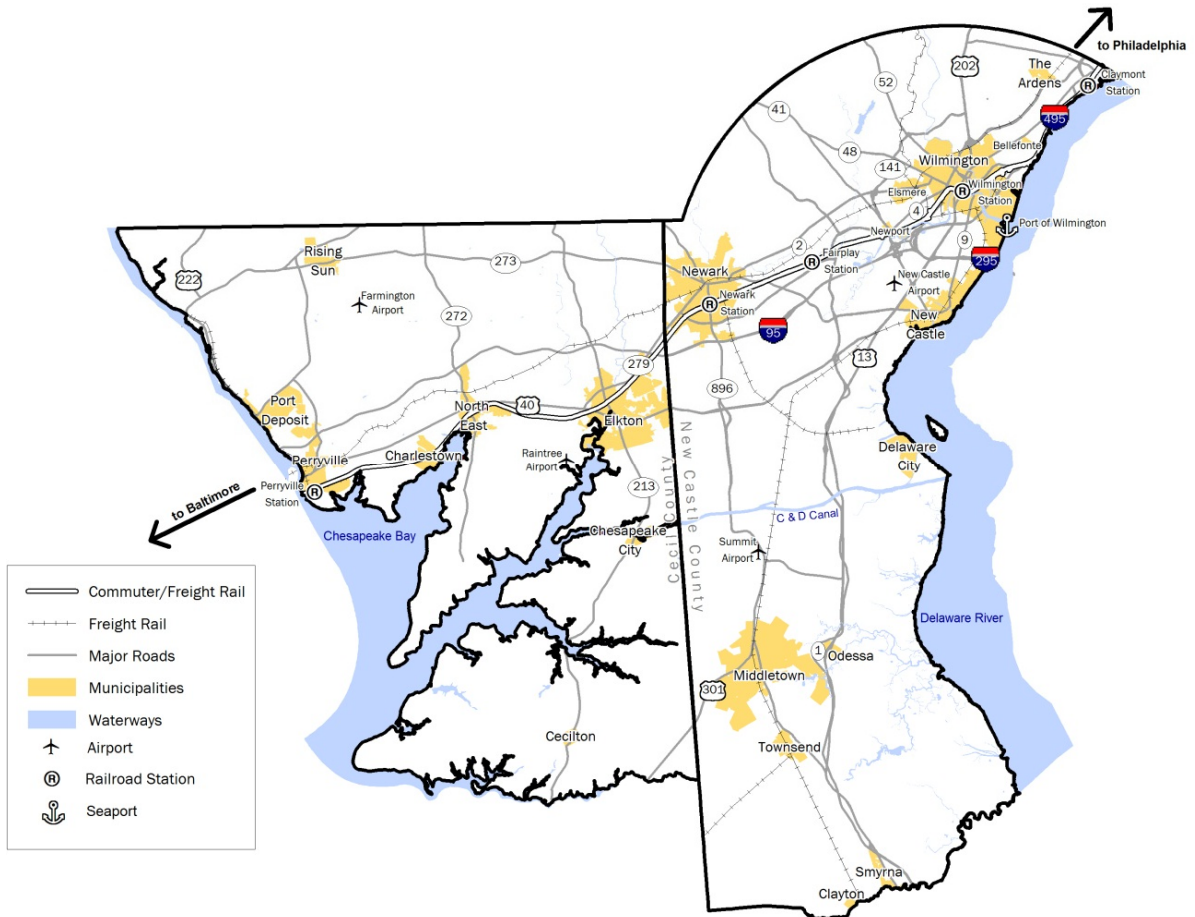 to Philadelphia
202
The
Ardens
Claymont
Station
52
41
495
48
Bellefonte
141
Wilmington
Elsmere
Wilmington
Station
4
Port of Wilmington
Newport
9
2
Fairplay
Station
295
Rising
Sun
273
222
Newark
New Castle
Airport
Farmington
Airport
Newark
Station
272
New
Castle
95
13
279
896
Port
Deposit
North
East
40
Elkton
Delaware
City
Perryville
Charlestown
Raintree
Airport
Perryville
Station
213
to Baltimore
Cecil County
New Castle County
C & D Canal
Chesapeake Bay
Chesapeake
City
Summit
Airport
Delaware River
Commuter/Freight Rail
Freight Rail
Major Roads
Municipalities
Waterways
Airport
Railroad Station
Seaport
1
Odessa
Middletown
301
Cecilton
Townsend
Smyrna
Clayton